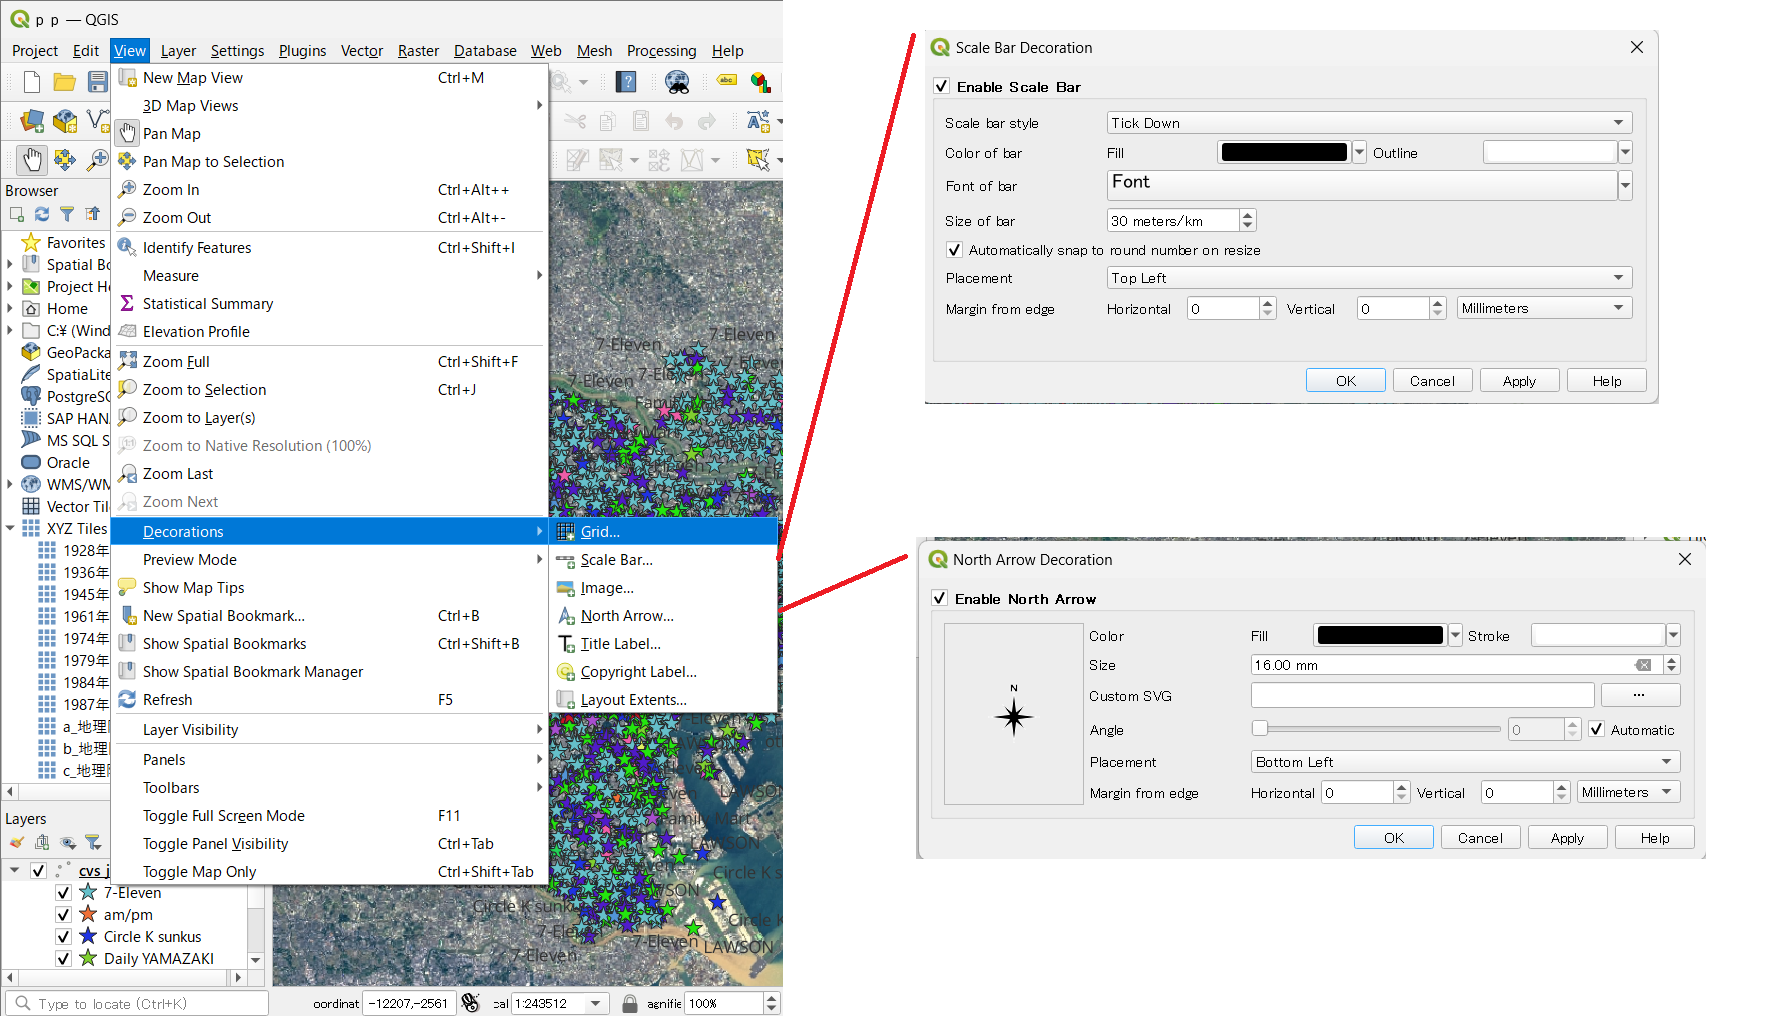 p p — QGIS
Project Edit View Layer Settings Plugins Vector Raster Database Web Mesh Processing Help
New Map View Ctrl+M
3D Map Views
Pan Map
Pan Map to Selection
Zoom In Ctrl+Alt++
Zoom Out Ctrl+Alt+-
Identify Features Ctrl+Shift+I
Measure
Statistical Summary
Elevation Profile
Zoom Full Ctrl+Shift+F
Zoom to Selection Ctrl+J
Zoom to Layer(s)
Zoom to Native Resolution (100%)
Zoom Last
Zoom Next
Decorations
Preview Mode
Show Map Tips
New Spatial Bookmark... Ctrl+B
Show Spatial Bookmarks Ctrl+Shift+B
Show Spatial Bookmark Manager
Refresh F5
Layer Visibility
Panels
Toolbars
Toggle Full Screen Mode F11
Toggle Panel Visibility Ctrl+Tab
Toggle Map Only Ctrl+Shift+Tab
Grid...
Scale Bar...
Image...
North Arrow...
Title Label...
Copyright Label...
Layout Extents...
Browser
Favorites
Spatial Bo
Project H
Home
C:¥ (Wind
GeoPacka
SpatiaLite
PostgreSC
SAP HAN
MS SQL S
Oracle
WMS/WM
Vector Til
XYZ Tiles
1928年
1936年
1945年
1961年
1974年
1979年
1984年
1987年
a_地理
b_地理
c_地理
Layers
cvs_j
7-Eleven
am/pm
Circle K sunkus
Daily YAMAZAKI
abc
7-Eleven
7-Eleven
7-Eleven
Circle K sunkus
7-Eleven
7-Eleven
7-Eleven
LAWSON
LAWSON
Family Mart
LAWSON
Circle K s
Circle K
Type to locate (Ctrl+K)
oordinat -12207,-2561 cal 1:243512 agnifie 100%
Scale Bar Decoration
Enable Scale Bar
Scale bar style Tick Down
Color of bar Fill Outline
Font of bar Font
Size of bar 30 meters/km
Automatically snap to round number on resize
Placement Top Left
Margin from edge Horizontal 0 Vertical 0 Millimeters
OK Cancel Apply Help
North Arrow Decoration
Enable North Arrow
N
Color Fill Stroke
Size 16.00 mm
Custom SVG ...
Angle 0 Automatic
Placement Bottom Left
Margin from edge Horizontal 0 Vertical 0 Millimeters
OK Cancel Apply Help